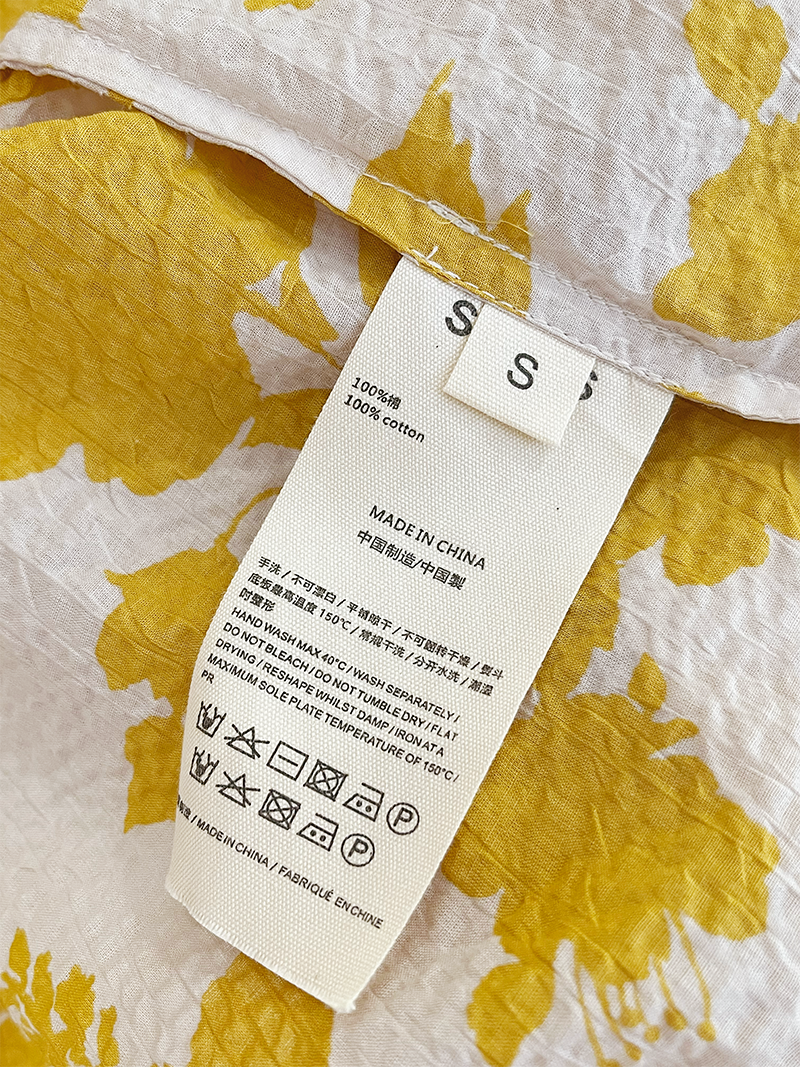 S
S
S
100%棉
100% cotton
MADE IN CHINA
中国制造/中国製
手洗 / 不可漂白 / 平铺晾干 / 不可翻转干燥 / 熨斗
底板最高温度 150℃ / 常规干洗 / 分开水洗 / 潮湿
时整形
HAND WASH MAX 40°C / WASH SEPARATELY /
DO NOT BLEACH / DO NOT TUMBLE DRY / FLAT
DRYING / RESHAPE WHILST DAMP / IRON AT A
MAXIMUM SOLE PLATE TEMPERATURE OF 150°C /
PR
P
P
/ MADE IN CHINA / FABRIQUÉ EN CHINE